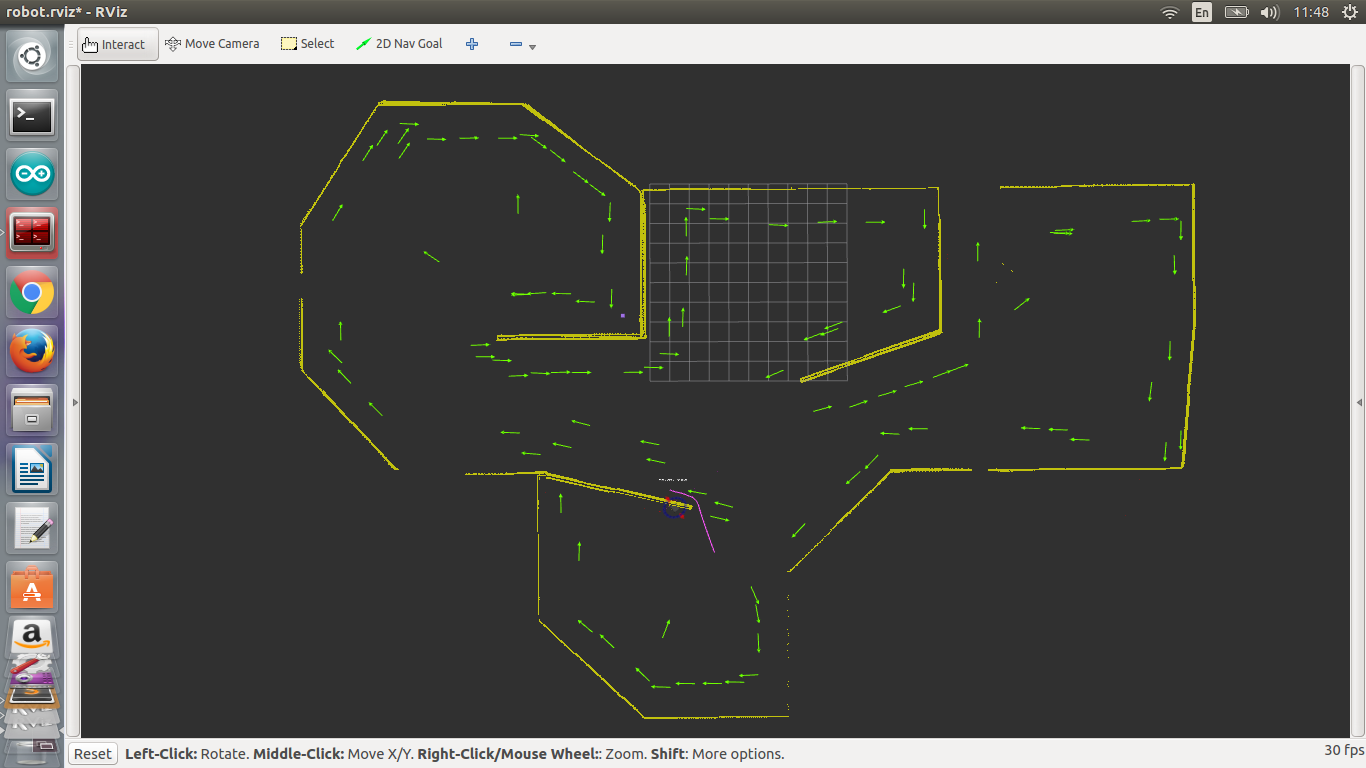 robot.rviz* - RViz
En
11:48
Interact
Move Camera
Select
2D Nav Goal
Reset
Left-Click: Rotate. Middle-Click: Move X/Y. Right-Click/Mouse Wheel:: Zoom. Shift: More options.
30 fps